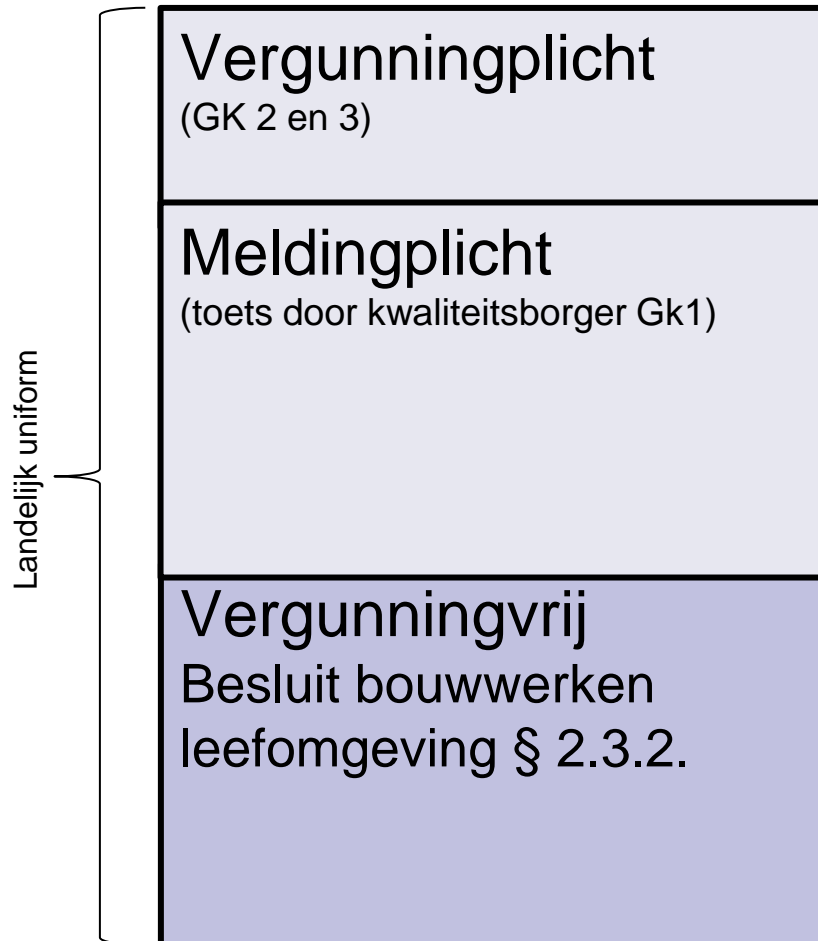 Landelijk uniform
Vergunningplicht
(GK 2 en 3)
Meldingplicht
(toets door kwaliteitsborger Gk1)
Vergunningvrij
Besluit bouwwerken
leefomgeving § 2.3.2.